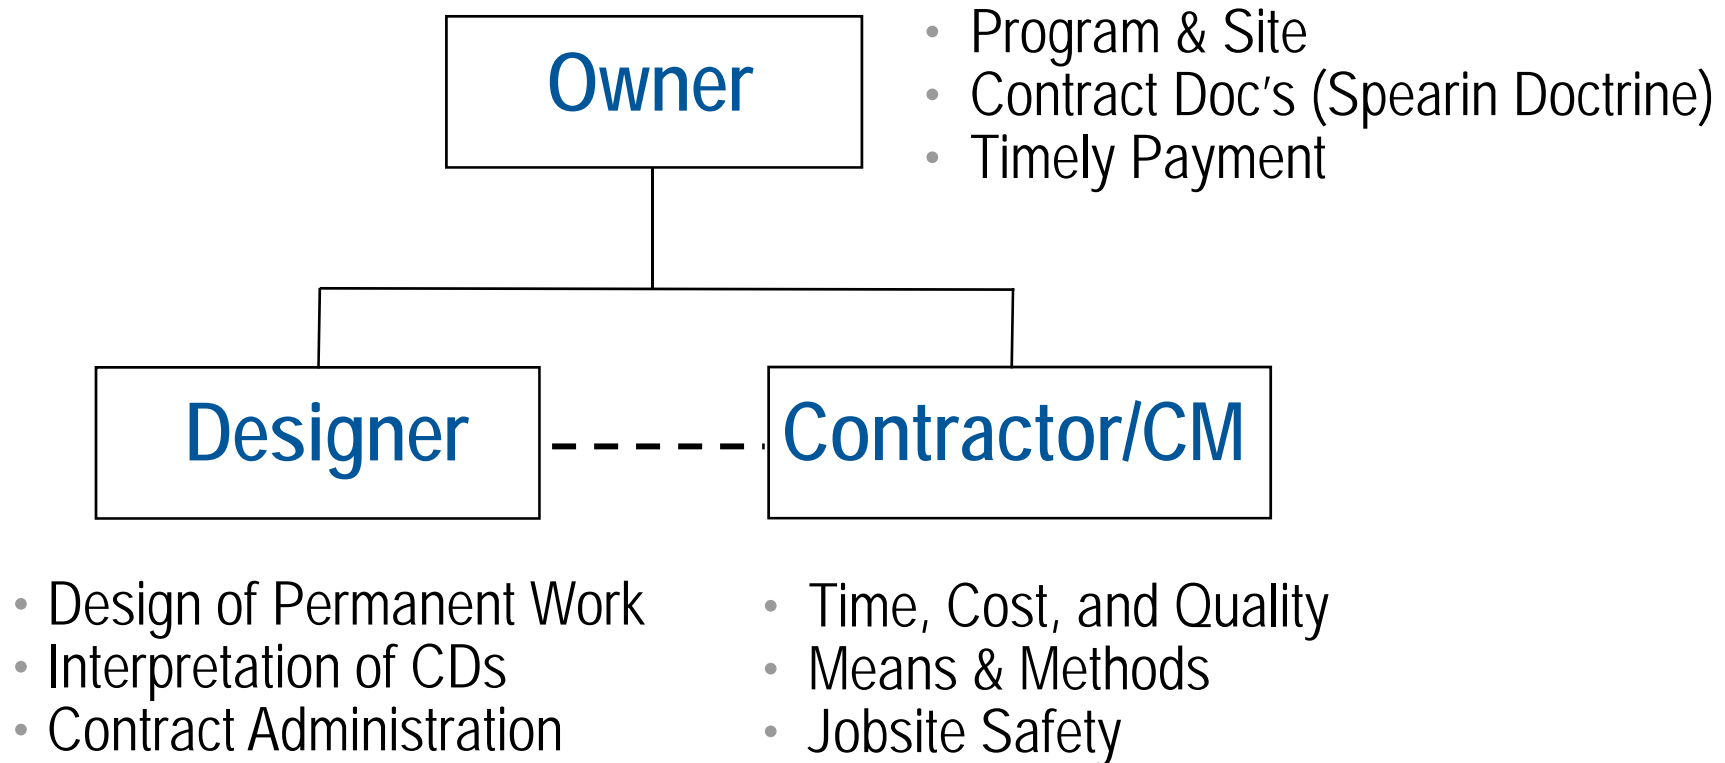 Owner
• Program & Site
• Contract Doc's (Spearin Doctrine)
• Timely Payment
Designer
Contractor/CM
• Design of Permanent Work
• Interpretation of CDs
• Contract Administration
• Time, Cost, and Quality
• Means & Methods
• Jobsite Safety